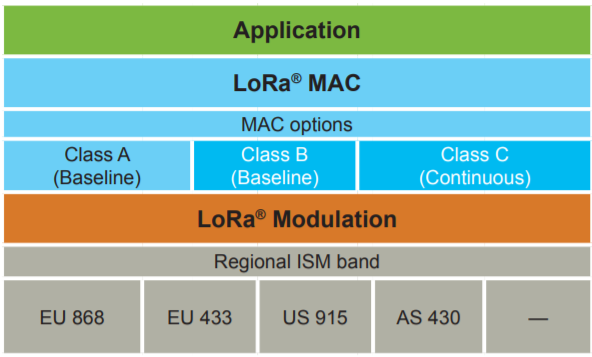 Application
LoRa® MAC
MAC options
Class A
(Baseline)
Class B
(Baseline)
Class C
(Continuous)
LoRa® Modulation
Regional ISM band
EU 868
EU 433
US 915
AS 430
—